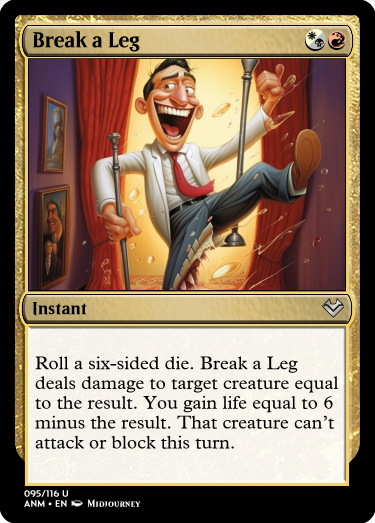 Break a Leg
Instant
Roll a six-sided die. Break a Leg
deals damage to target creature equal
to the result. You gain life equal to 6
minus the result. That creature can't
attack or block this turn.
095/116 U
ANM • EN Midjourney